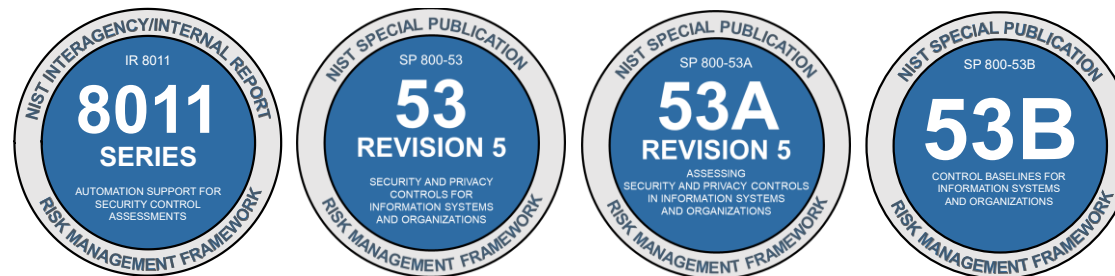 NIST INTERAGENCY/INTERNAL REPORT
IR 8011
8011
SERIES
AUTOMATION SUPPORT FOR
SECURITY CONTROL
ASSESSMENTS
RISK MANAGEMENT FRAMEWORK
NIST SPECIAL PUBLICATION
SP 800-53
53
REVISION 5
SECURITY AND PRIVACY
CONTROLS FOR
INFORMATION SYSTEMS
AND ORGANIZATIONS
RISK MANAGEMENT FRAMEWORK
NIST SPECIAL PUBLICATION
SP 800-53A
53A
REVISION 5
ASSESSING
SECURITY AND PRIVACY CONTROLS
IN INFORMATION SYSTEMS
AND ORGANIZATIONS
RISK MANAGEMENT FRAMEWORK
NIST SPECIAL PUBLICATION
SP 800-53B
53B
CONTROL BASELINES FOR
INFORMATION SYSTEMS
AND ORGANIZATIONS
RISK MANAGEMENT FRAMEWORK